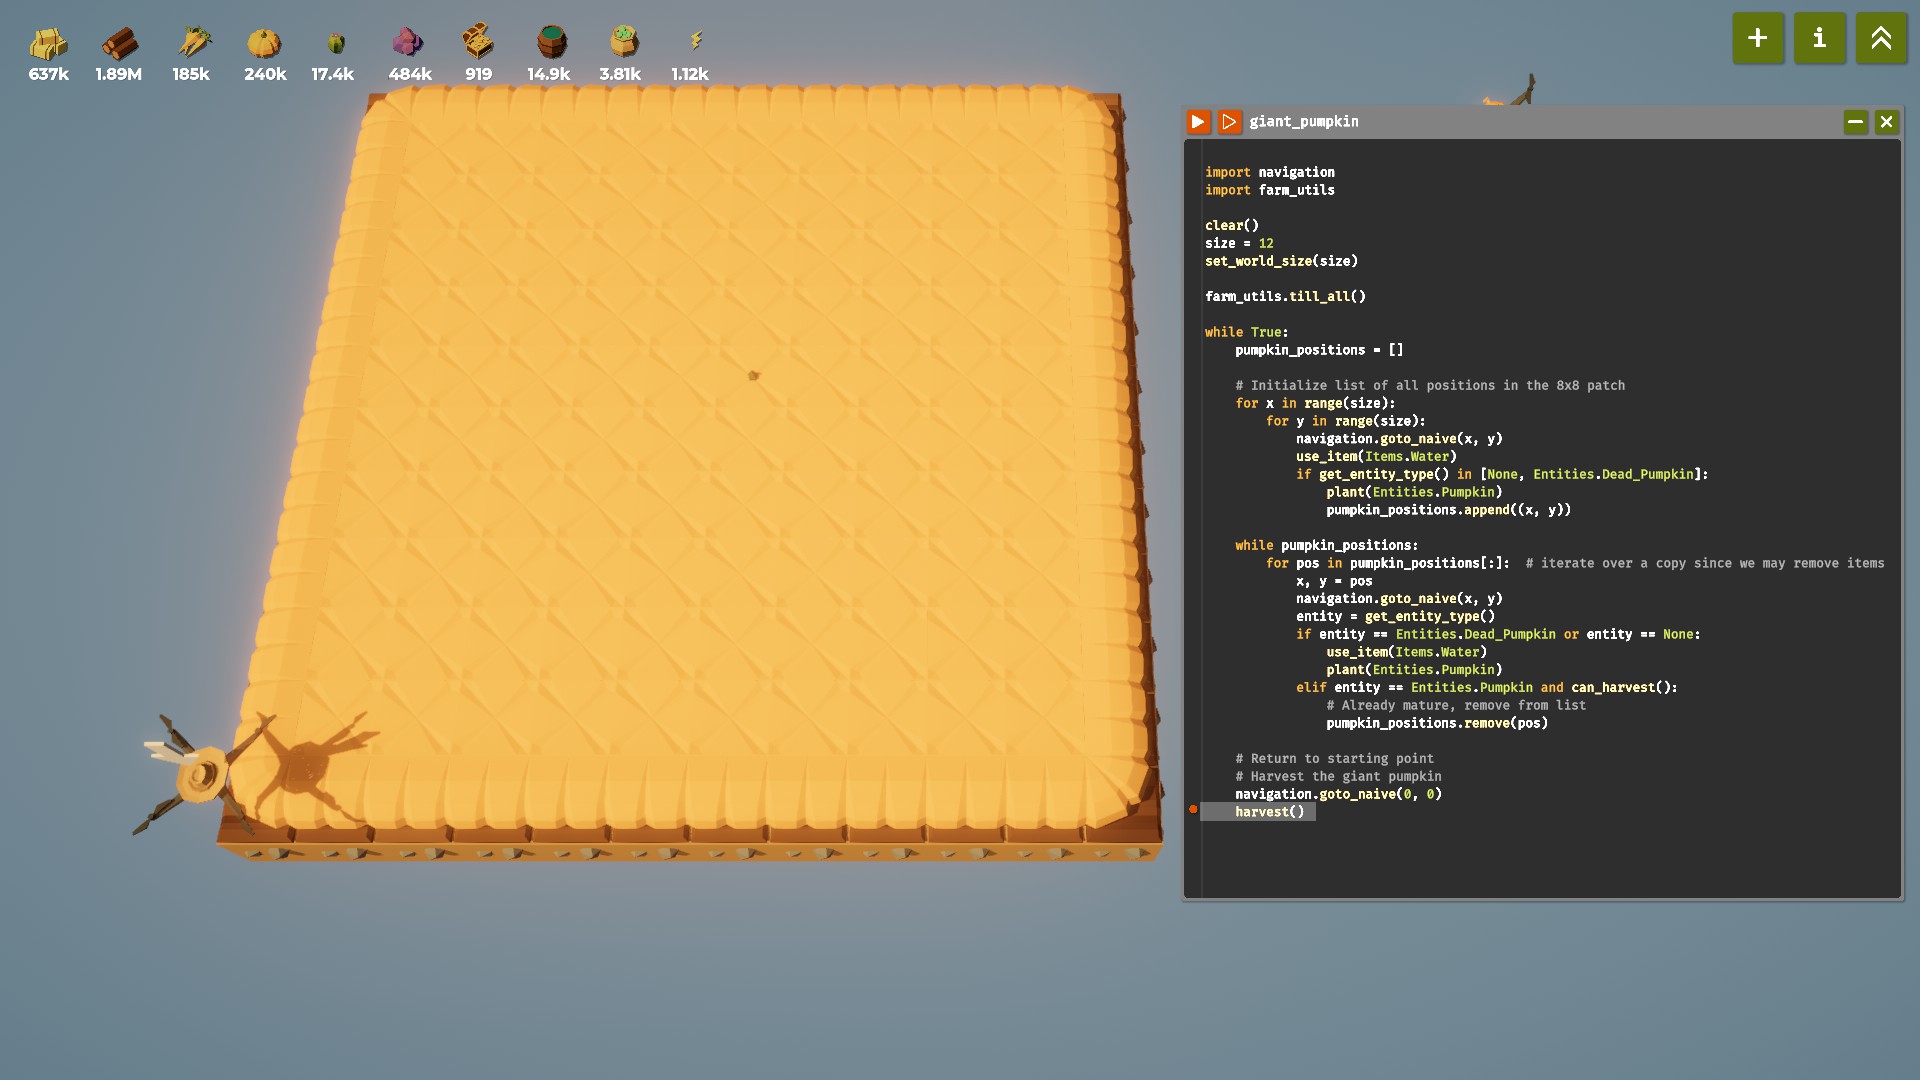 637k 1.89M 185k 240k 17.4k 484k 919 14.9k 3.81k 1.12k
+ i
giant_pumpkin
import navigation
import farm_utils
clear()
size = 12
set_world_size(size)
farm_utils.till_all()
while True:
pumpkin_positions = []
# Initialize list of all positions in the 8x8 patch
for x in range(size):
for y in range(size):
navigation.goto_naive(x, y)
use_item(Items.Water)
if get_entity_type() in [None, Entities.Dead_Pumpkin]:
plant(Entities.Pumpkin)
pumpkin_positions.append((x, y))
while pumpkin_positions:
for pos in pumpkin_positions[:]:  # iterate over a copy since we may remove items
x, y = pos
navigation.goto_naive(x, y)
entity = get_entity_type()
if entity == Entities.Dead_Pumpkin or entity == None:
use_item(Items.Water)
plant(Entities.Pumpkin)
elif entity == Entities.Pumpkin and can_harvest():
# Already mature, remove from list
pumpkin_positions.remove(pos)
# Return to starting point
# Harvest the giant pumpkin
navigation.goto_naive(0, 0)
harvest()